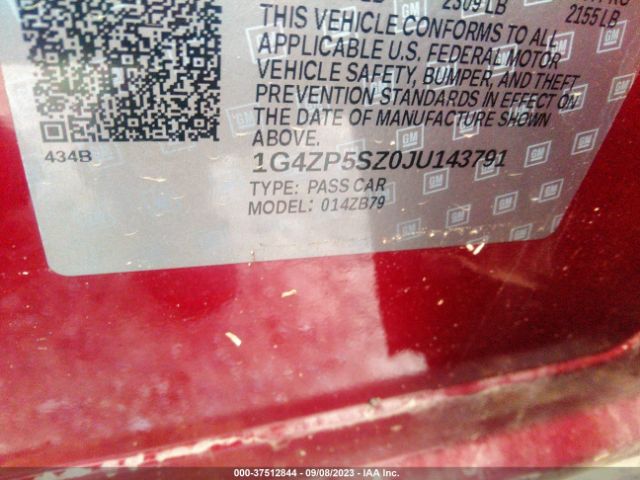 2309 LB
2155 LB
THIS VEHICLE CONFORMS TO ALL
APPLICABLE U.S. FEDERAL MOTOR
VEHICLE SAFETY, BUMPER, AND THEFT
PREVENTION STANDARDS IN EFFECT ON
THE DATE OF MANUFACTURE SHOWN
ABOVE.
434B
1G4ZP5SZ0JU143791
TYPE: PASS CAR
MODEL: 014ZB79
GM
000-37512844 - 09/08/2023 - IAA Inc.